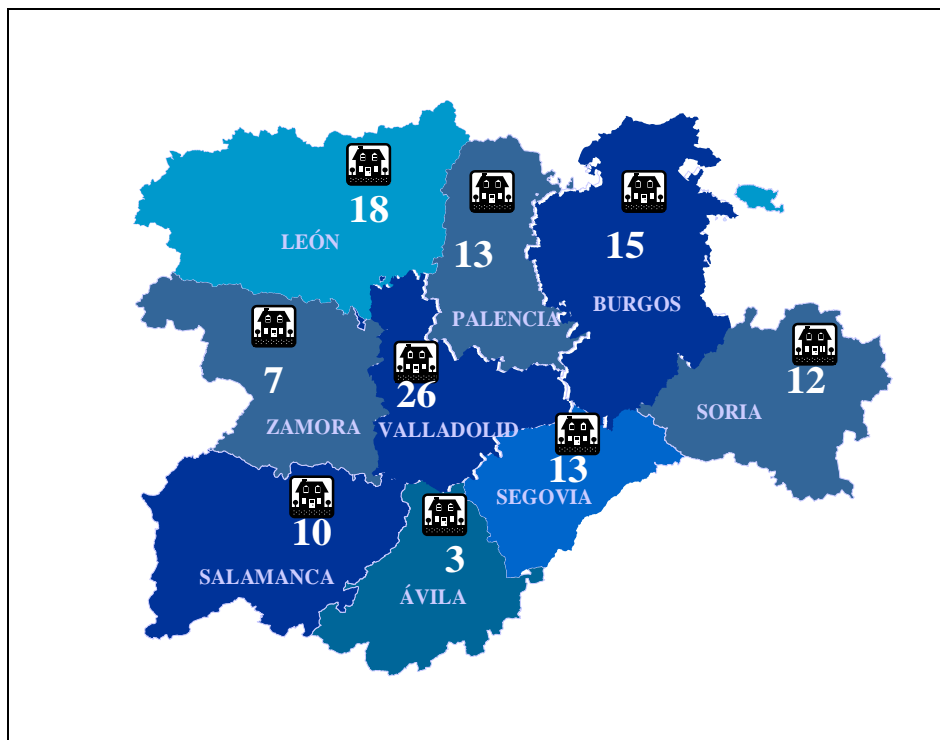 18
LEÓN
13
PALENCIA
15
BURGOS
7
ZAMORA
26
VALLADOLID
12
SORIA
13
SEGOVIA
10
SALAMANCA
3
ÁVILA